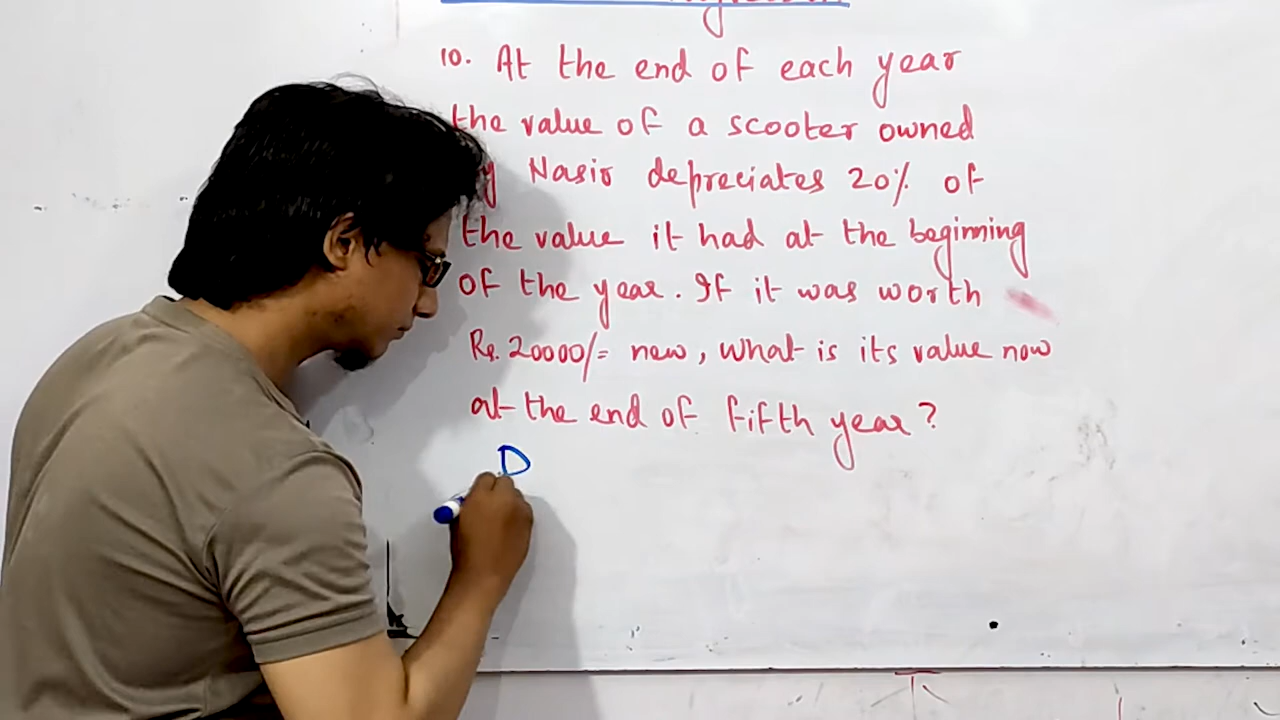 10. At the end of each year
the value of a scooter owned
Nasir depreciates 20% of
the value it had at the beginning
of the year. If it was worth
Rs. 20000/= new, what is its value now
at the end of fifth year?
D